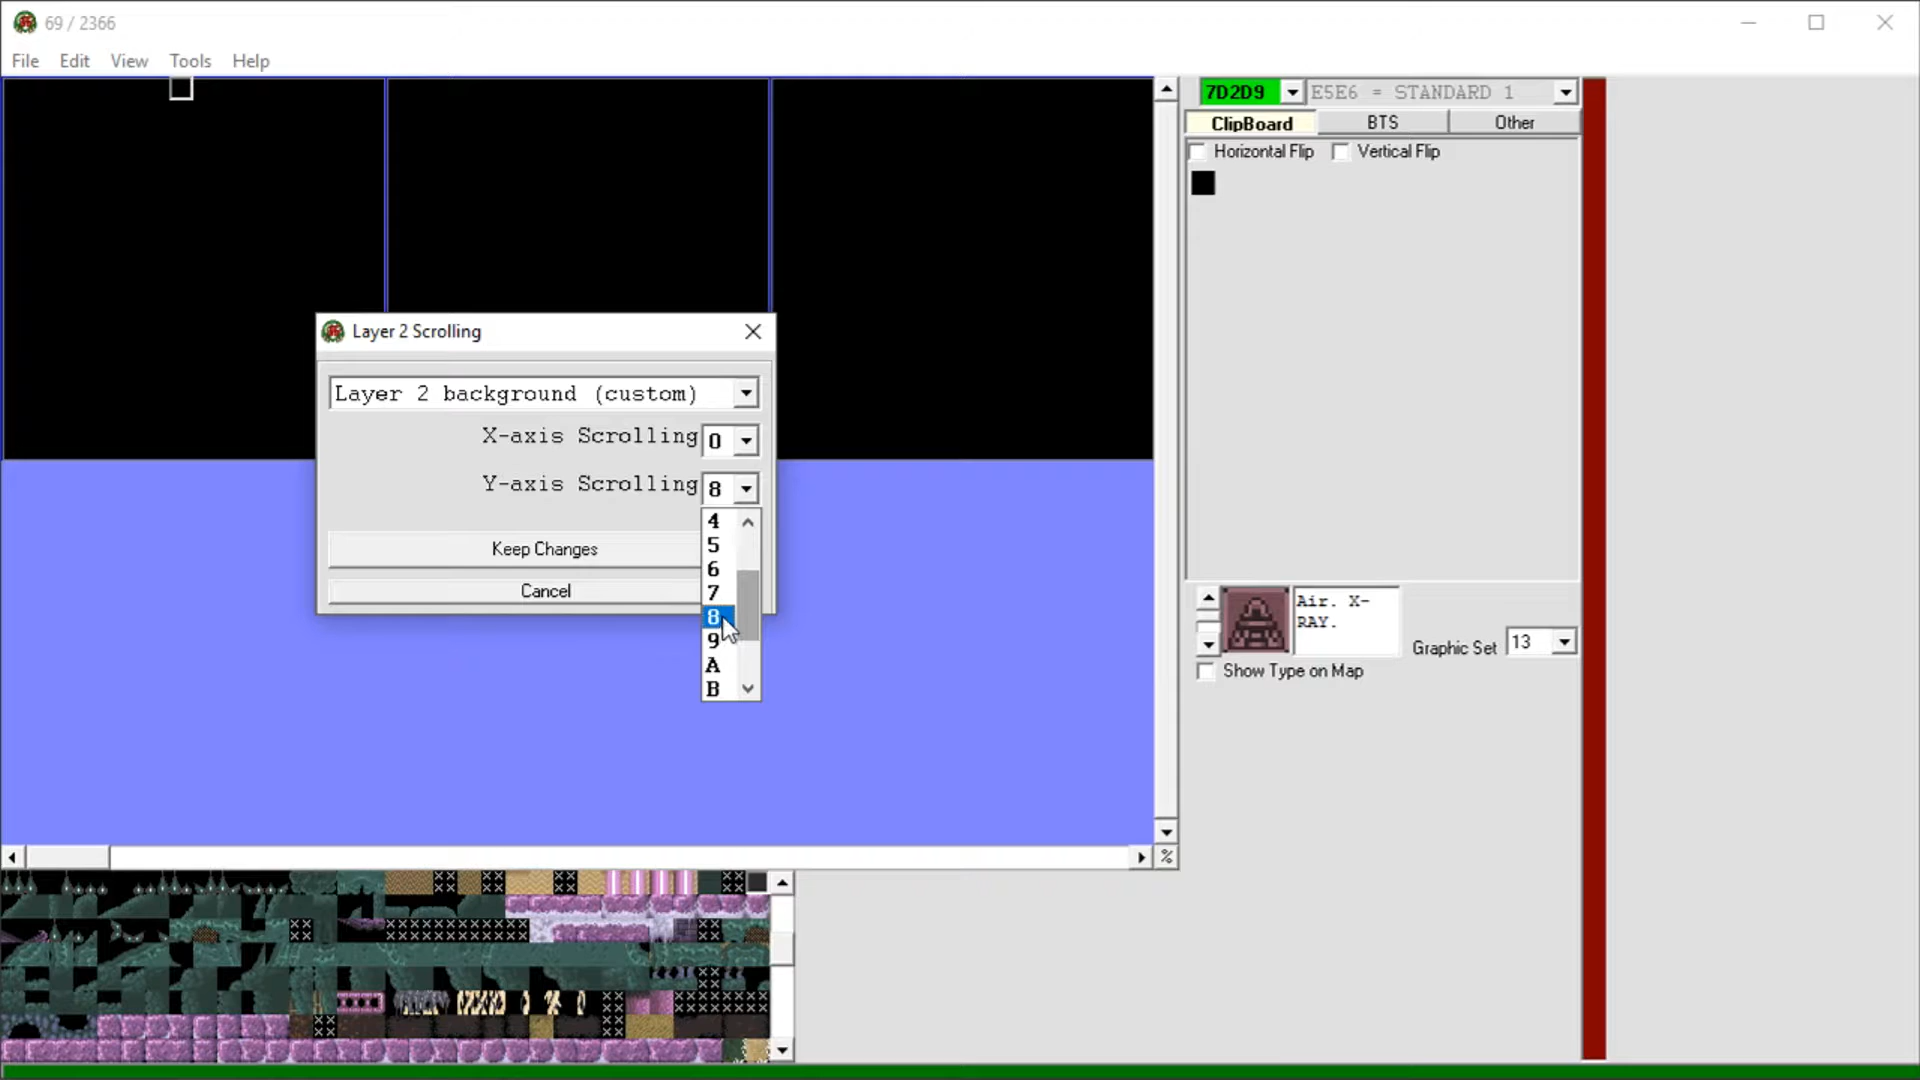 69 / 2366
File Edit View Tools Help
7D2D9 E5E6 = STANDARD 1
ClipBoard BTS Other
Horizontal Flip Vertical Flip
Layer 2 Scrolling
Layer 2 background (custom)
X-axis Scrolling 0
Y-axis Scrolling 8
4
5
6
7
8
9
A
B
Keep Changes
Cancel
Air. X-
RAY.
Graphic Set 13
Show Type on Map
%